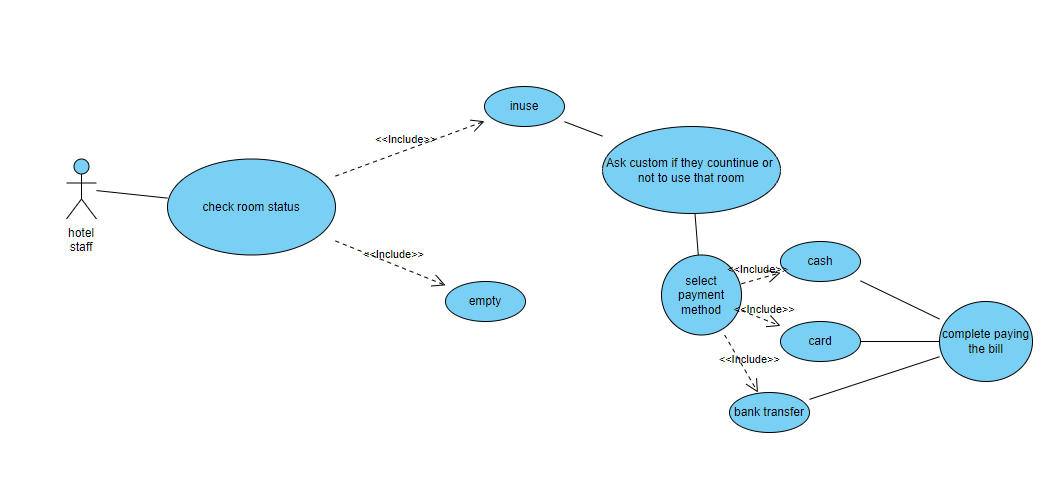 inuse
<<Include>>
Ask custom if they countinue or
not to use that room
check room status
hotel
staff
<<Include>>
empty
cash
<<Include>>
select
payment
method
<<Include>>
card
complete paying
the bill
<<Include>>
bank transfer